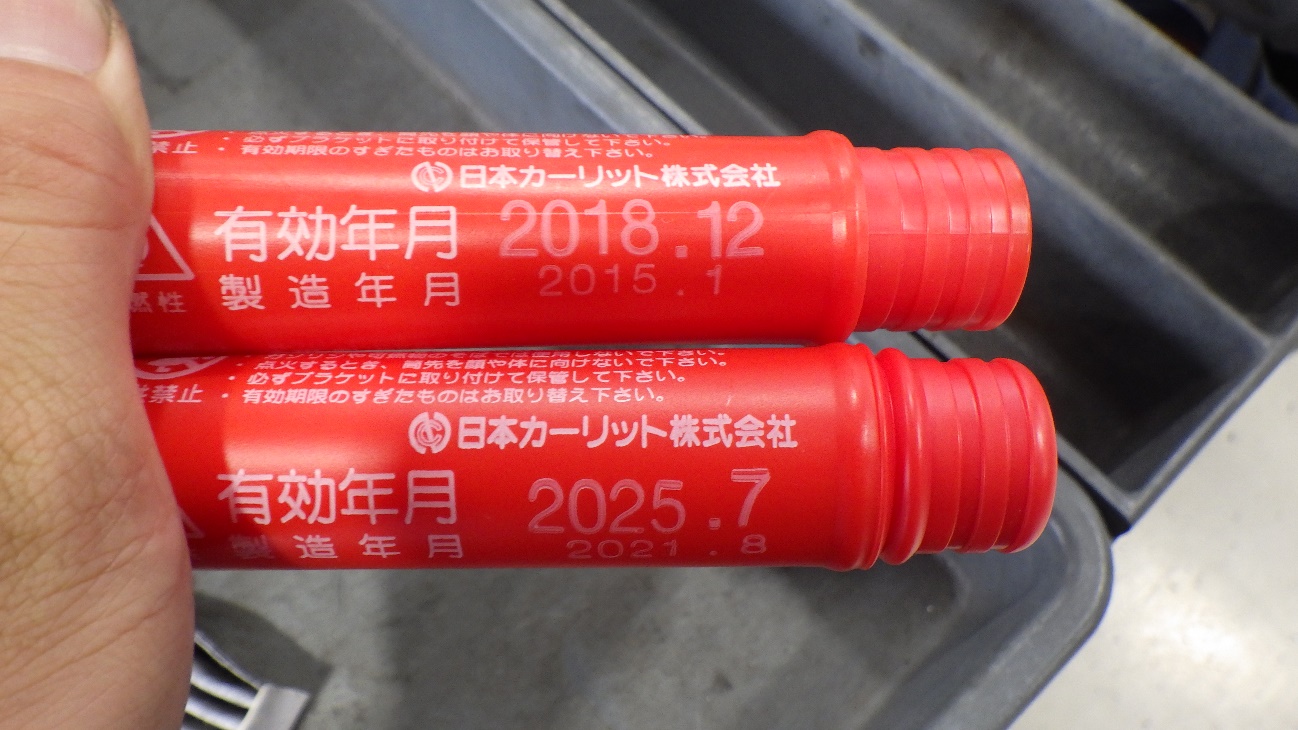 ・必ずブラケットに取り付けて保管して下さい。
禁止 ・有効期限のすぎたものはお取り替え下さい。
日本カーリット株式会社
有効年月 2018.12
製造年月 2015.1
燃性
・点火するとき、筒先を顔や体に向けないで下さい。
・必ずブラケットに取り付けて保管して下さい。
禁止 ・有効期限のすぎたものはお取り替え下さい。
日本カーリット株式会社
有効年月 2025.7
製造年月 2021.8